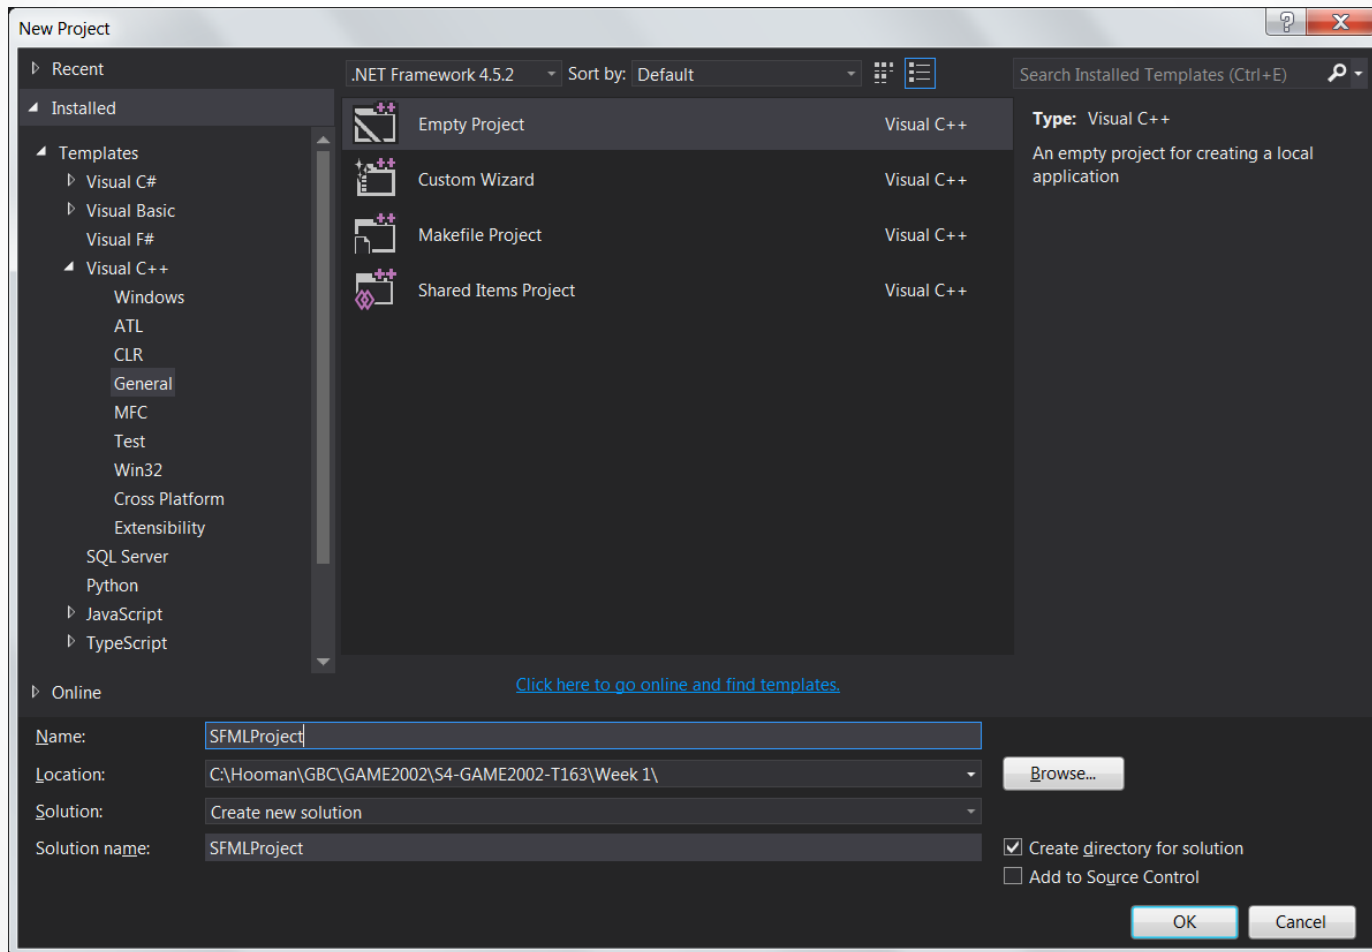 New Project
Recent
.NET Framework 4.5.2
Sort by: Default
Search Installed Templates (Ctrl+E)
Installed
Templates
Visual C#
Visual Basic
Visual F#
Visual C++
Windows
ATL
CLR
General
MFC
Test
Win32
Cross Platform
Extensibility
SQL Server
Python
JavaScript
TypeScript
Online
Empty Project Visual C++
Custom Wizard Visual C++
Makefile Project Visual C++
Shared Items Project Visual C++
Click here to go online and find templates.
Type: Visual C++
An empty project for creating a local
application
Name: SFMLProject
Location: C:\Hooman\GBC\GAME2002\S4-GAME2002-T163\Week 1\
Browse...
Solution: Create new solution
Solution name: SFMLProject
Create directory for solution
Add to Source Control
OK
Cancel